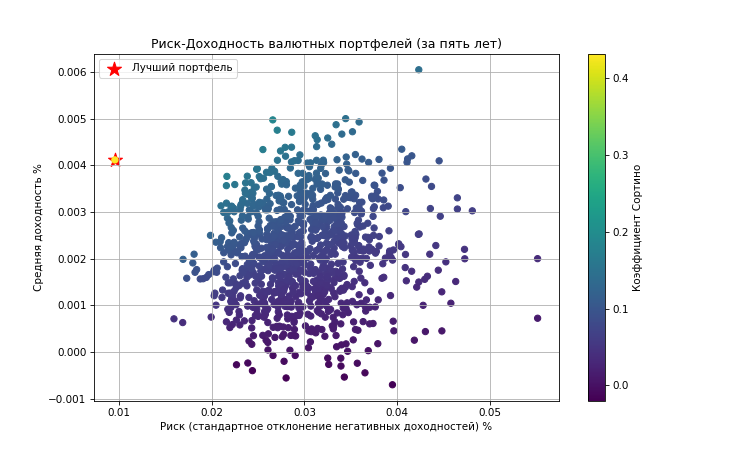 Риск-Доходность валютных портфелей (за пять лет)
Лучший портфель
Средняя доходность %
0.006
0.005
0.004
0.003
0.002
0.001
0.000
−0.001
0.01 0.02 0.03 0.04 0.05
Риск (стандартное отклонение негативных доходностей) %
0.4
0.3
0.2
0.1
0.0
Коэффициент Сортино